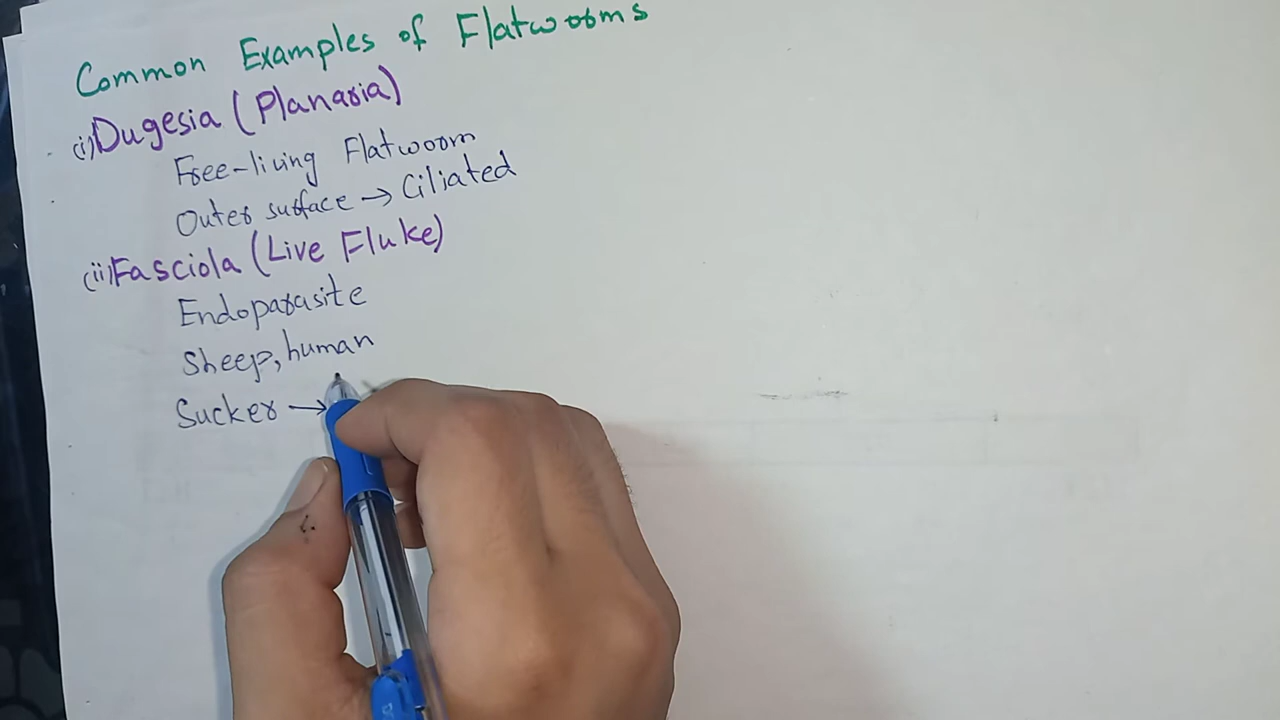 Common Examples of Flatworms
(i) Dugesia (Planaria)
Free-living Flatworm
Outer surface → Ciliated
(ii) Fasciola (Live Fluke)
Endoparasite
Sheep, human
Sucker →